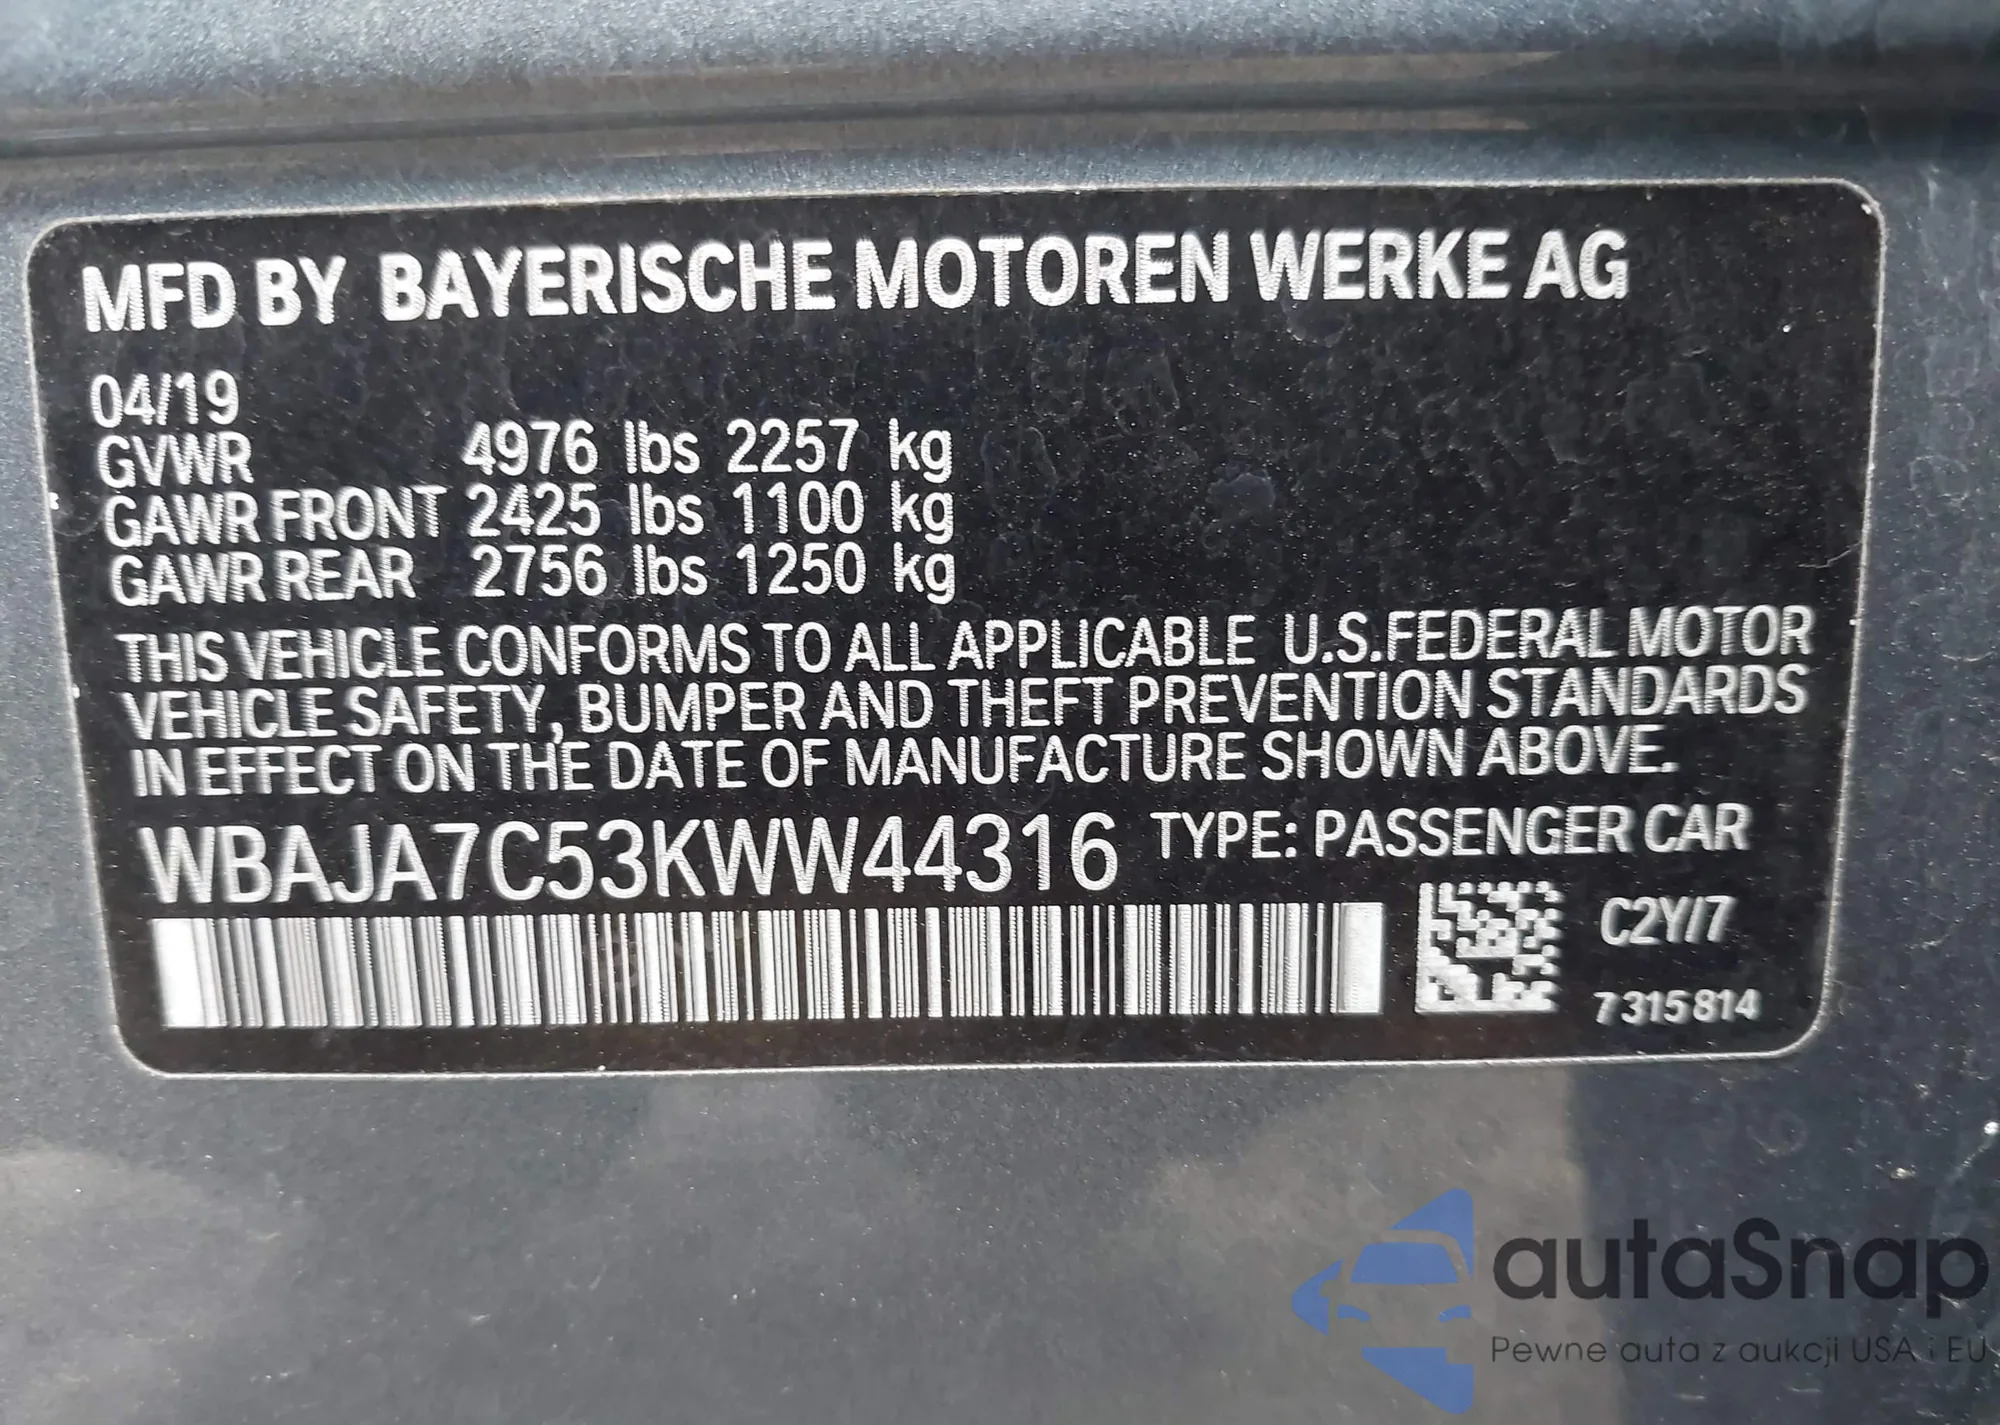 MFD BY BAYERISCHE MOTOREN WERKE AG
04/19
GVWR 4976 lbs 2257 kg
GAWR FRONT 2425 lbs 1100 kg
GAWR REAR 2756 lbs 1250 kg
THIS VEHICLE CONFORMS TO ALL APPLICABLE U.S.FEDERAL MOTOR
VEHICLE SAFETY, BUMPER AND THEFT PREVENTION STANDARDS
IN EFFECT ON THE DATE OF MANUFACTURE SHOWN ABOVE.
WBAJA7C53KWW44316 TYPE: PASSENGER CAR
C2Y/7
7315814
autaSnap
Pewne auta z aukcji USA i EU